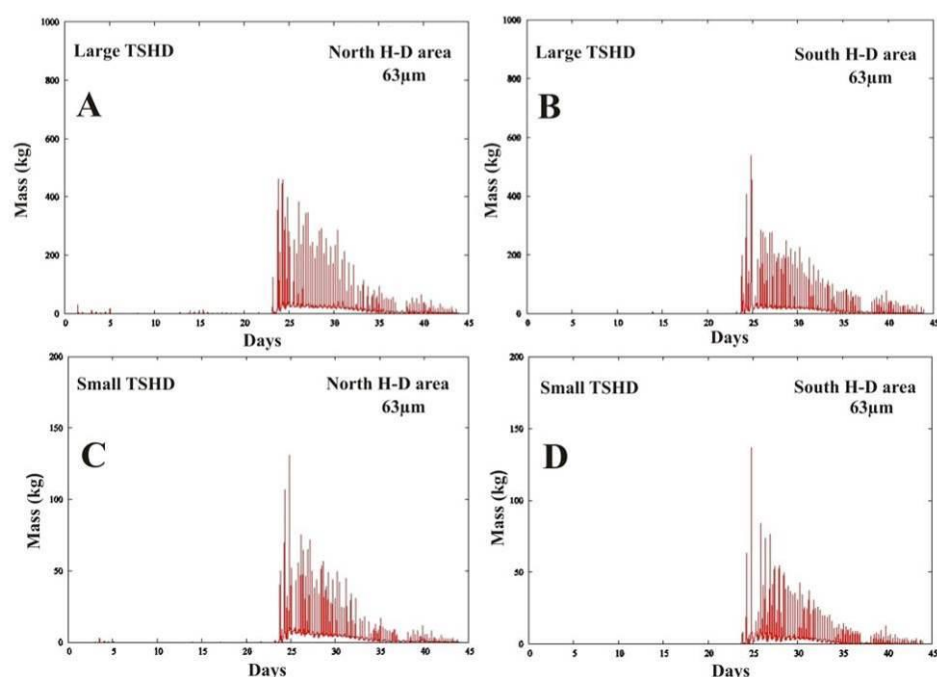 1000
Large TSHD
North H-D area
63µm
800
A
600
Mass (kg)
400
200
0
0 5 10 15 20 25 30 35 40 45
Days
1000
Large TSHD
South H-D area
63µm
800
B
600
Mass (kg)
400
200
0
0 5 10 15 20 25 30 35 40 45
Days
200
Small TSHD
North H-D area
63µm
150
C
Mass (kg)
100
50
0
0 5 10 15 20 25 30 35 40 45
Days
200
Small TSHD
South H-D area
63µm
150
D
Mass (kg)
100
50
0
0 5 10 15 20 25 30 35 40 45
Days